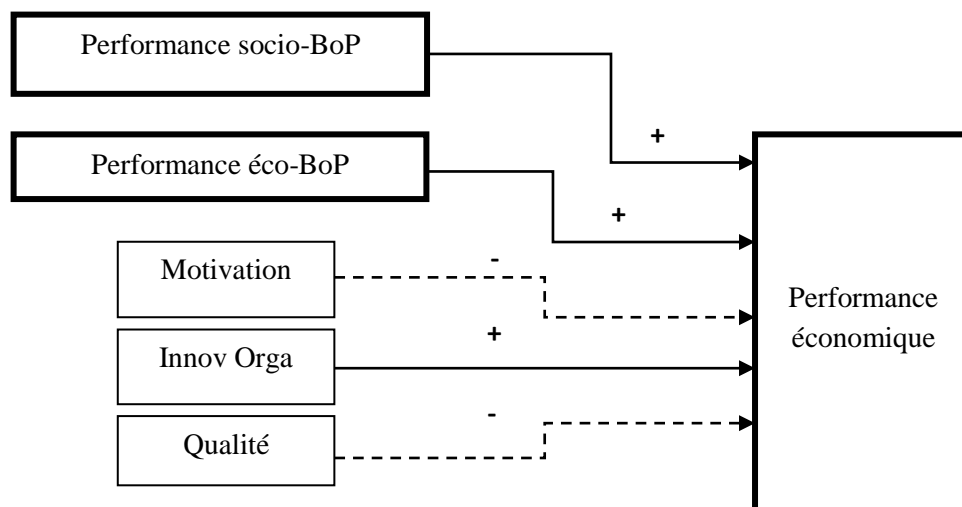 Performance socio-BoP
+
Performance éco-BoP
+
Motivation
-
Innov Orga
+
Qualité
-
Performance
économique